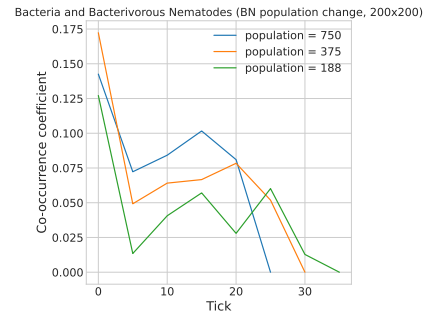 Bacteria and Bacterivorous Nematodes (BN population change, 200x200)
population = 750
population = 375
population = 188
Co-occurrence coefficient
0.175
0.150
0.125
0.100
0.075
0.050
0.025
0.000
0 10 20 30
Tick